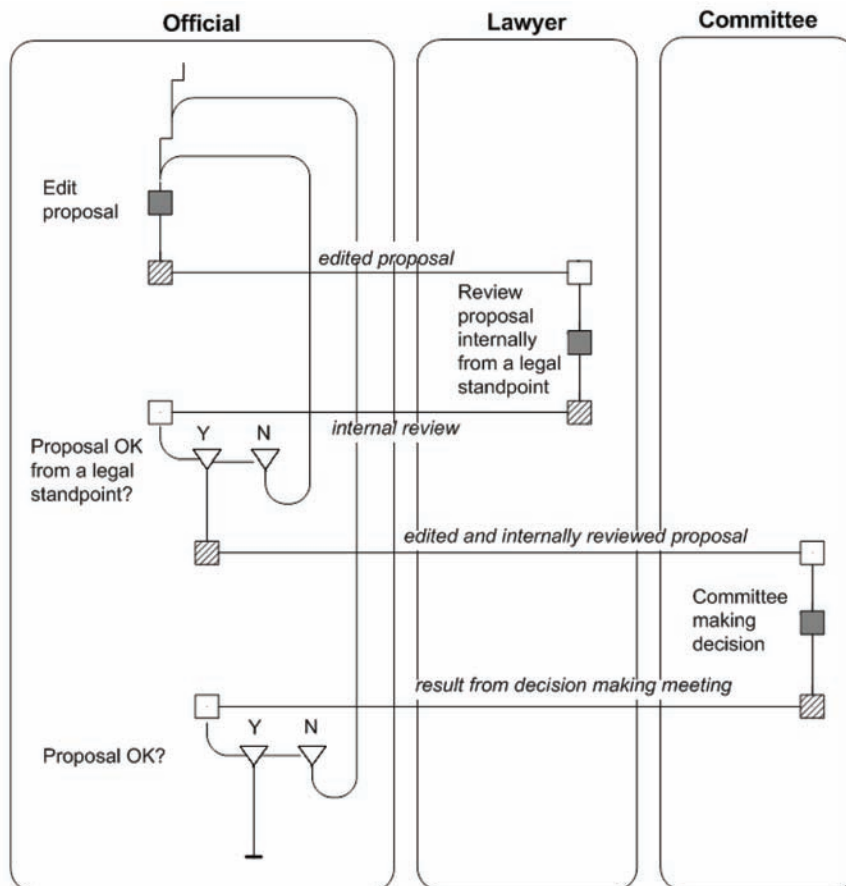 Official
Lawyer
Committee
Edit
proposal
edited proposal
Review
proposal
internally
from a legal
standpoint
internal review
Y
N
Proposal OK
from a legal
standpoint?
edited and internally reviewed proposal
Committee
making
decision
result from decision making meeting
Y
N
Proposal OK?